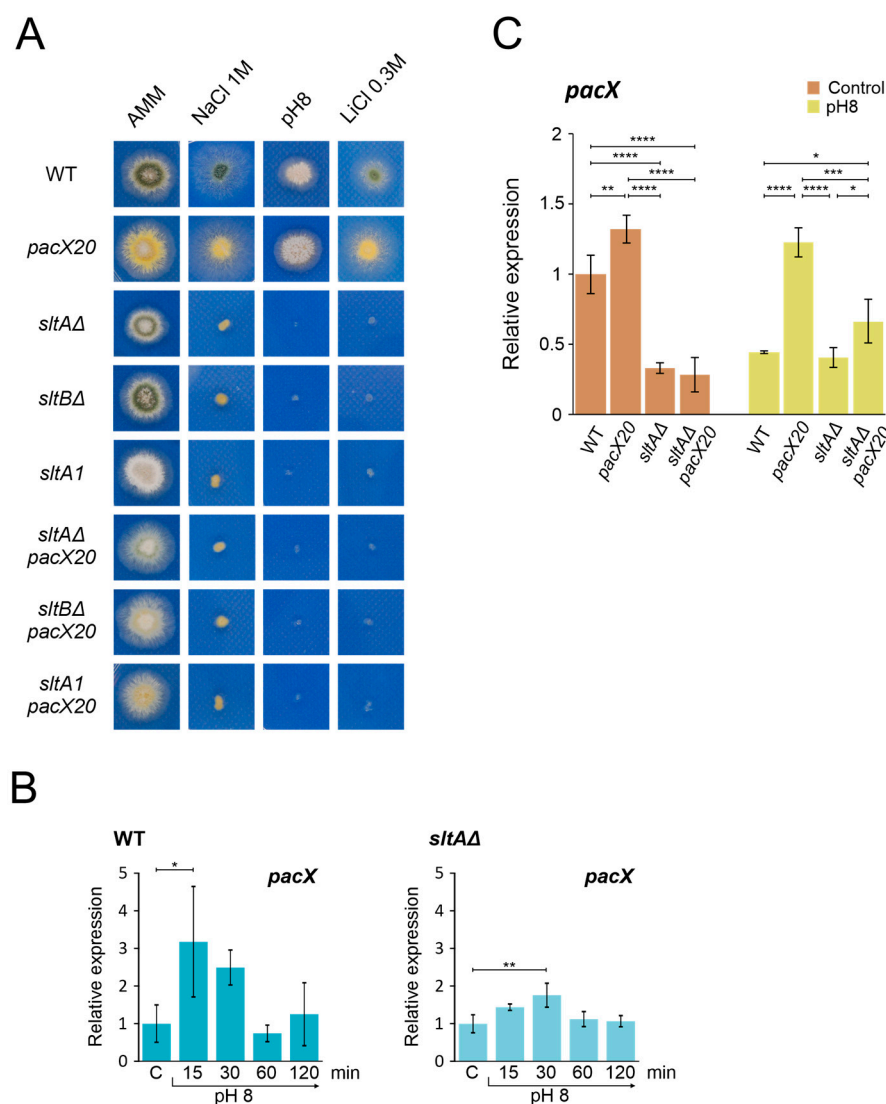 A
AMM
NaCl 1M
pH8
LiCl 0.3M
WT
pacX20
sltAΔ
sltBΔ
sltA1
sltAΔ
pacX20
sltBΔ
pacX20
sltA1
pacX20
C
pacX
Control
pH8
Relative expression
2
1.5
1
0.5
0
****
****
****
**
****
*
***
****
****
*
WT
pacX20
sltAΔ
sltAΔ
pacX20
WT
pacX20
sltAΔ
sltAΔ
pacX20
B
WT
pacX
*
Relative expression
5
4
3
2
1
0
C 15 30 60 120 min
pH 8
sltAΔ
pacX
**
Relative expression
5
4
3
2
1
0
C 15 30 60 120 min
pH 8